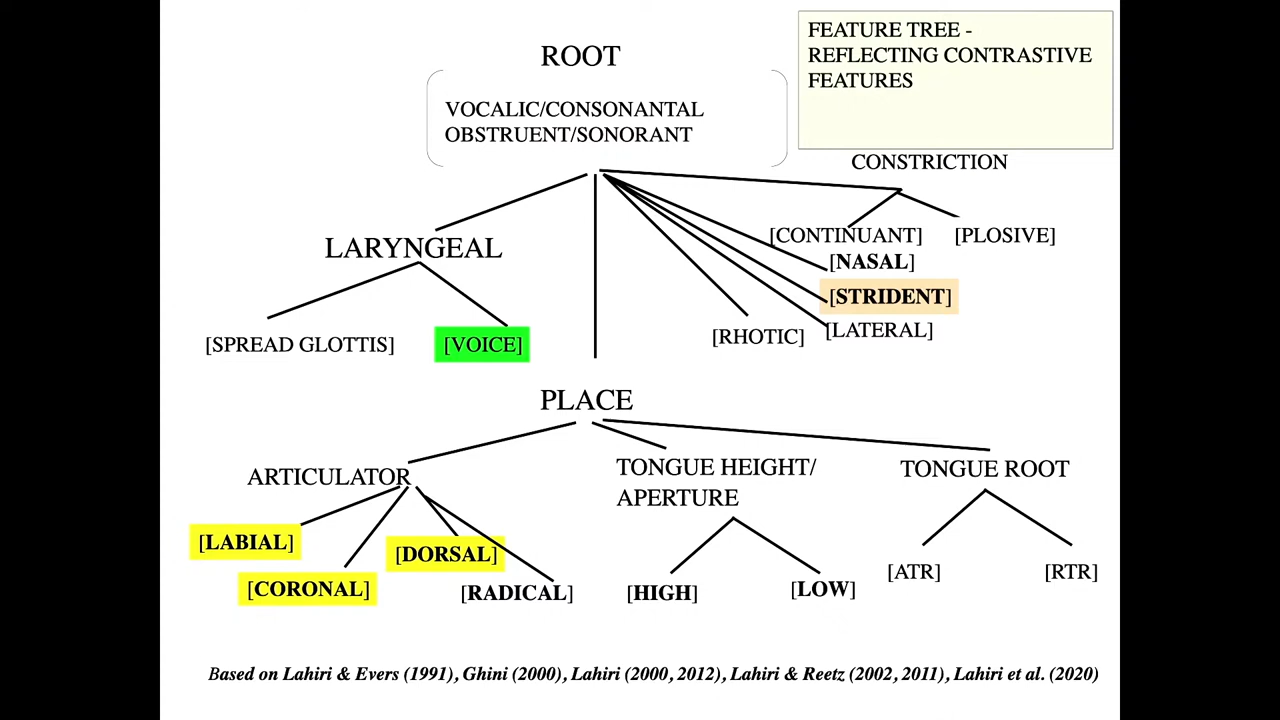 ROOT
FEATURE TREE -
REFLECTING CONTRASTIVE
FEATURES
VOCALIC/CONSONANTAL
OBSTRUENT/SONORANT
CONSTRICTION
LARYNGEAL
[CONTINUANT] [PLOSIVE]
[NASAL]
[STRIDENT]
[SPREAD GLOTTIS] [VOICE] [RHOTIC] [LATERAL]
PLACE
ARTICULATOR
TONGUE HEIGHT/
APERTURE
TONGUE ROOT
[LABIAL]
[CORONAL]
[DORSAL]
[RADICAL]
[HIGH]
[LOW]
[ATR]
[RTR]
Based on Lahiri & Evers (1991), Ghini (2000), Lahiri (2000, 2012), Lahiri & Reetz (2002, 2011), Lahiri et al. (2020)